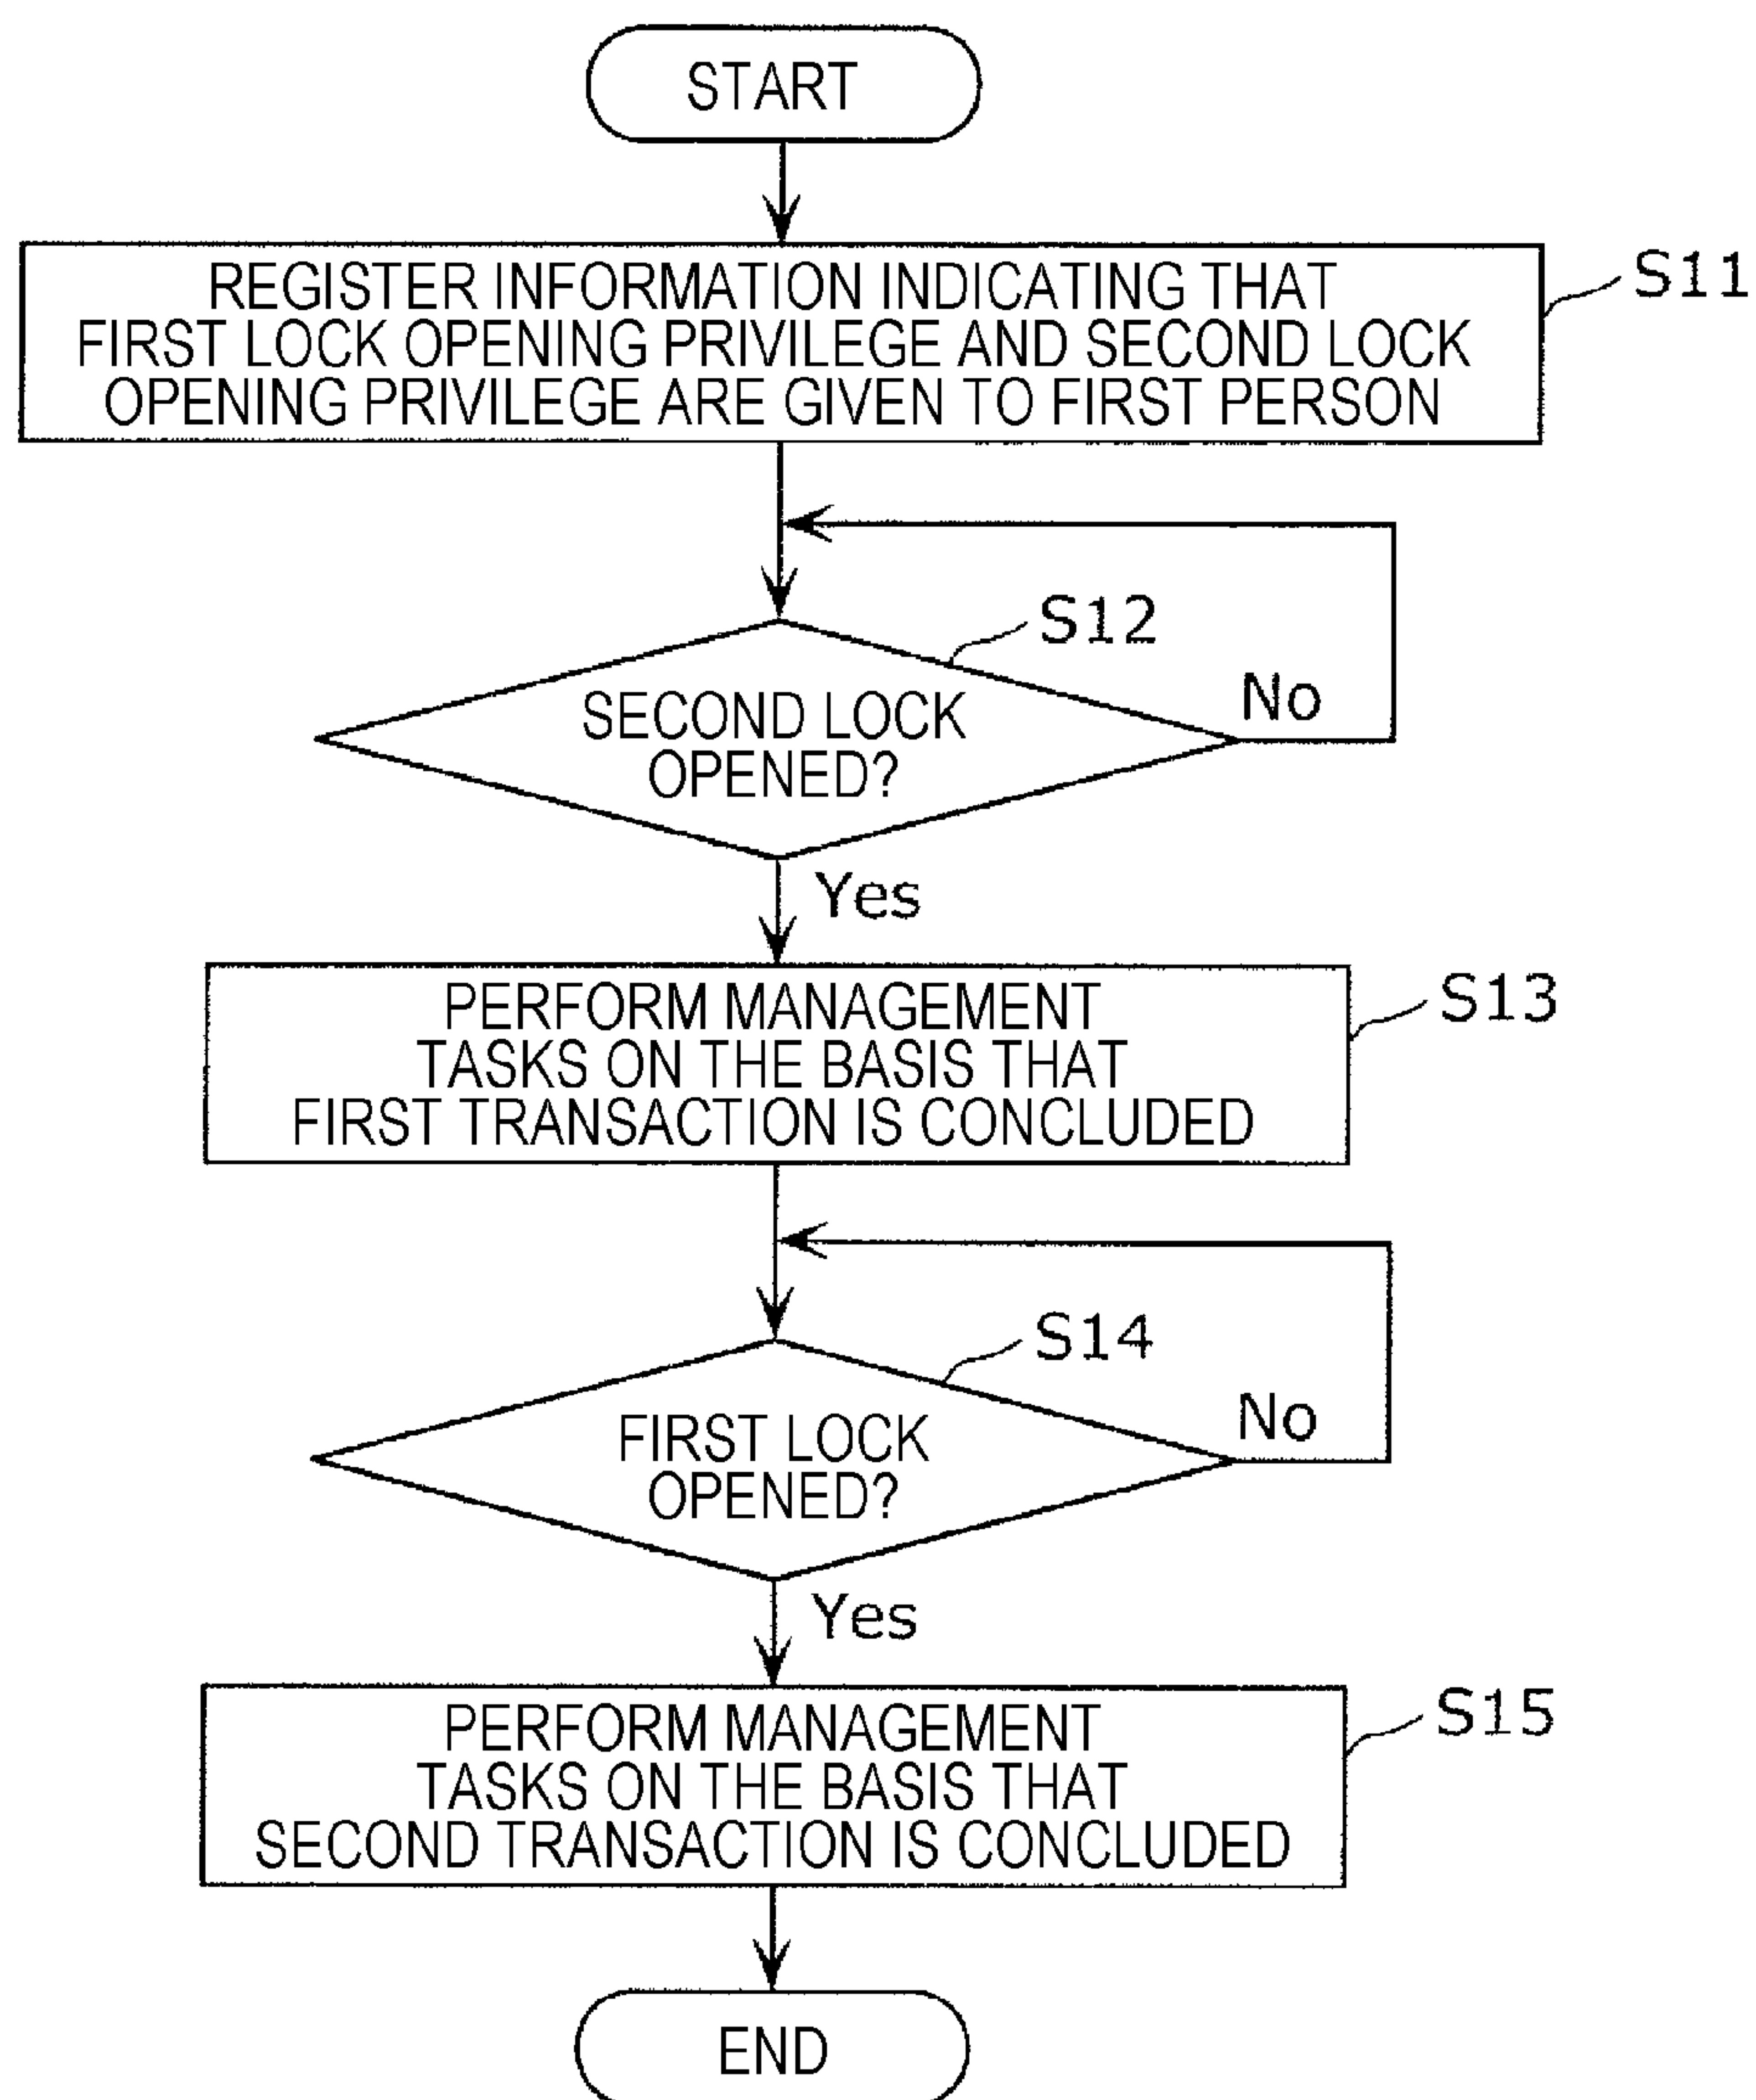 START
REGISTER INFORMATION INDICATING THAT
FIRST LOCK OPENING PRIVILEGE AND SECOND LOCK
OPENING PRIVILEGE ARE GIVEN TO FIRST PERSON
S11
S12
SECOND LOCK
OPENED?
No
Yes
PERFORM MANAGEMENT
TASKS ON THE BASIS THAT
FIRST TRANSACTION IS CONCLUDED
S13
S14
FIRST LOCK
OPENED?
No
Yes
PERFORM MANAGEMENT
TASKS ON THE BASIS THAT
SECOND TRANSACTION IS CONCLUDED
S15
END